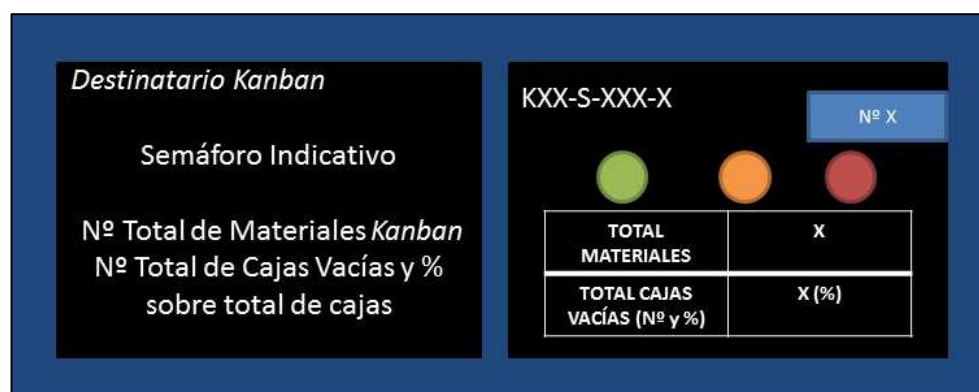 Destinatario Kanban
Semáforo Indicativo
Nº Total de Materiales Kanban
Nº Total de Cajas Vacías y %
sobre total de cajas
KXX-S-XXX-X
Nº X
TOTAL
MATERIALES
X
TOTAL CAJAS
VACÍAS (Nº y %)
X (%)